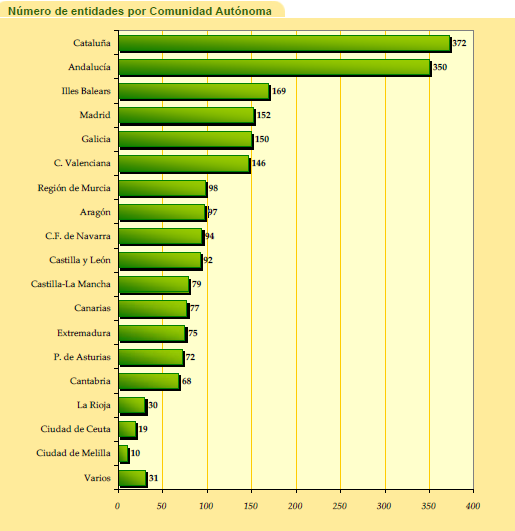 Número de entidades por Comunidad Autónoma
Cataluña 372
Andalucía 350
Illes Balears 169
Madrid 152
Galicia 150
C. Valenciana 146
Región de Murcia 98
Aragón 97
C.F. de Navarra 94
Castilla y León 92
Castilla-La Mancha 79
Canarias 77
Extremadura 75
P. de Asturias 72
Cantabria 68
La Rioja 30
Ciudad de Ceuta 19
Ciudad de Melilla 10
Varios 31
0 50 100 150 200 250 300 350 400